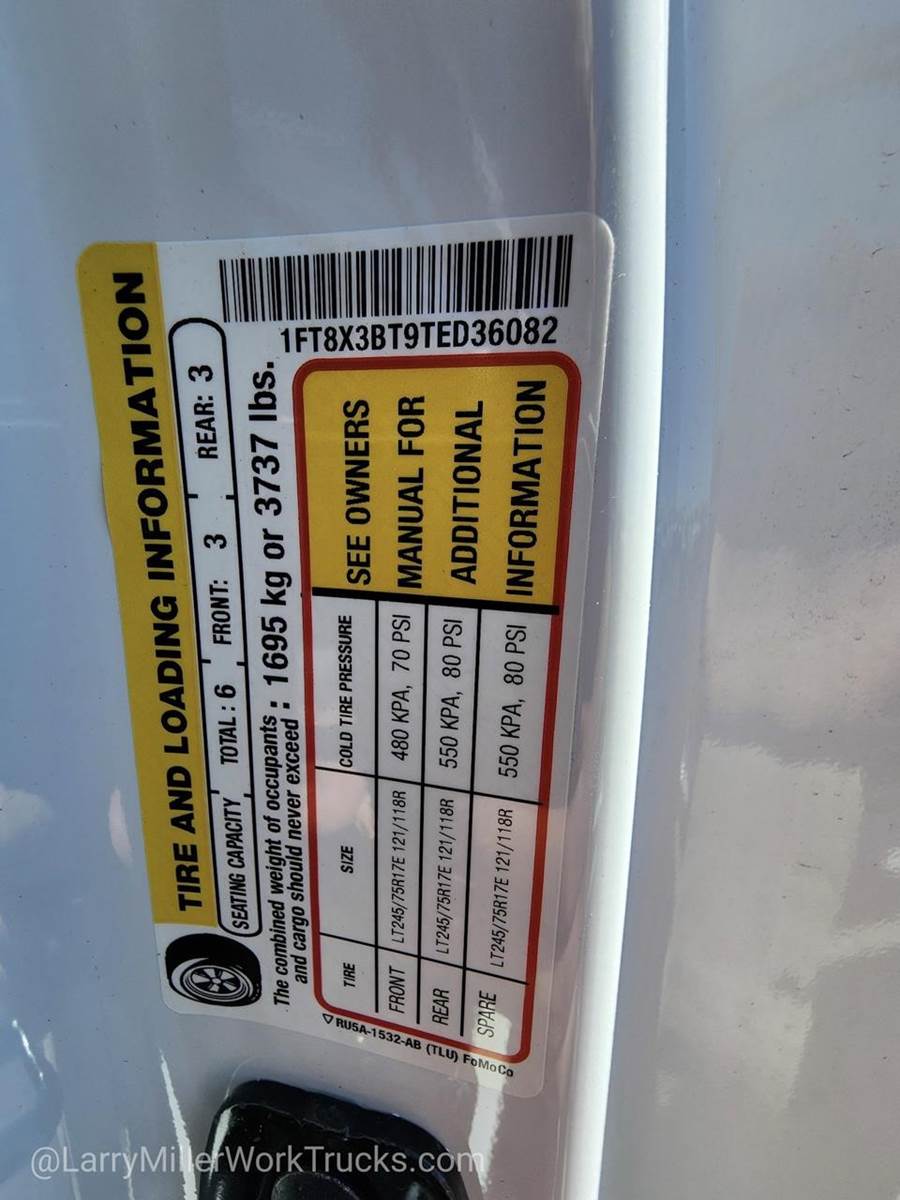 TIRE AND LOADING INFORMATION
SEATING CAPACITY TOTAL : 6 FRONT: 3 REAR: 3
The combined weight of occupants
and cargo should never exceed : 1695 kg or 3737 lbs.
1FT8X3BT9TED36082
TIRE SIZE COLD TIRE PRESSURE
FRONT LT245/75R17E 121/118R 480 KPA, 70 PSI
REAR LT245/75R17E 121/118R 550 KPA, 80 PSI
SPARE LT245/75R17E 121/118R 550 KPA, 80 PSI
SEE OWNERS
MANUAL FOR
ADDITIONAL
INFORMATION
RU5A-1532-AB (TLU) FoMoCo
@LarryMillerWorkTrucks.com